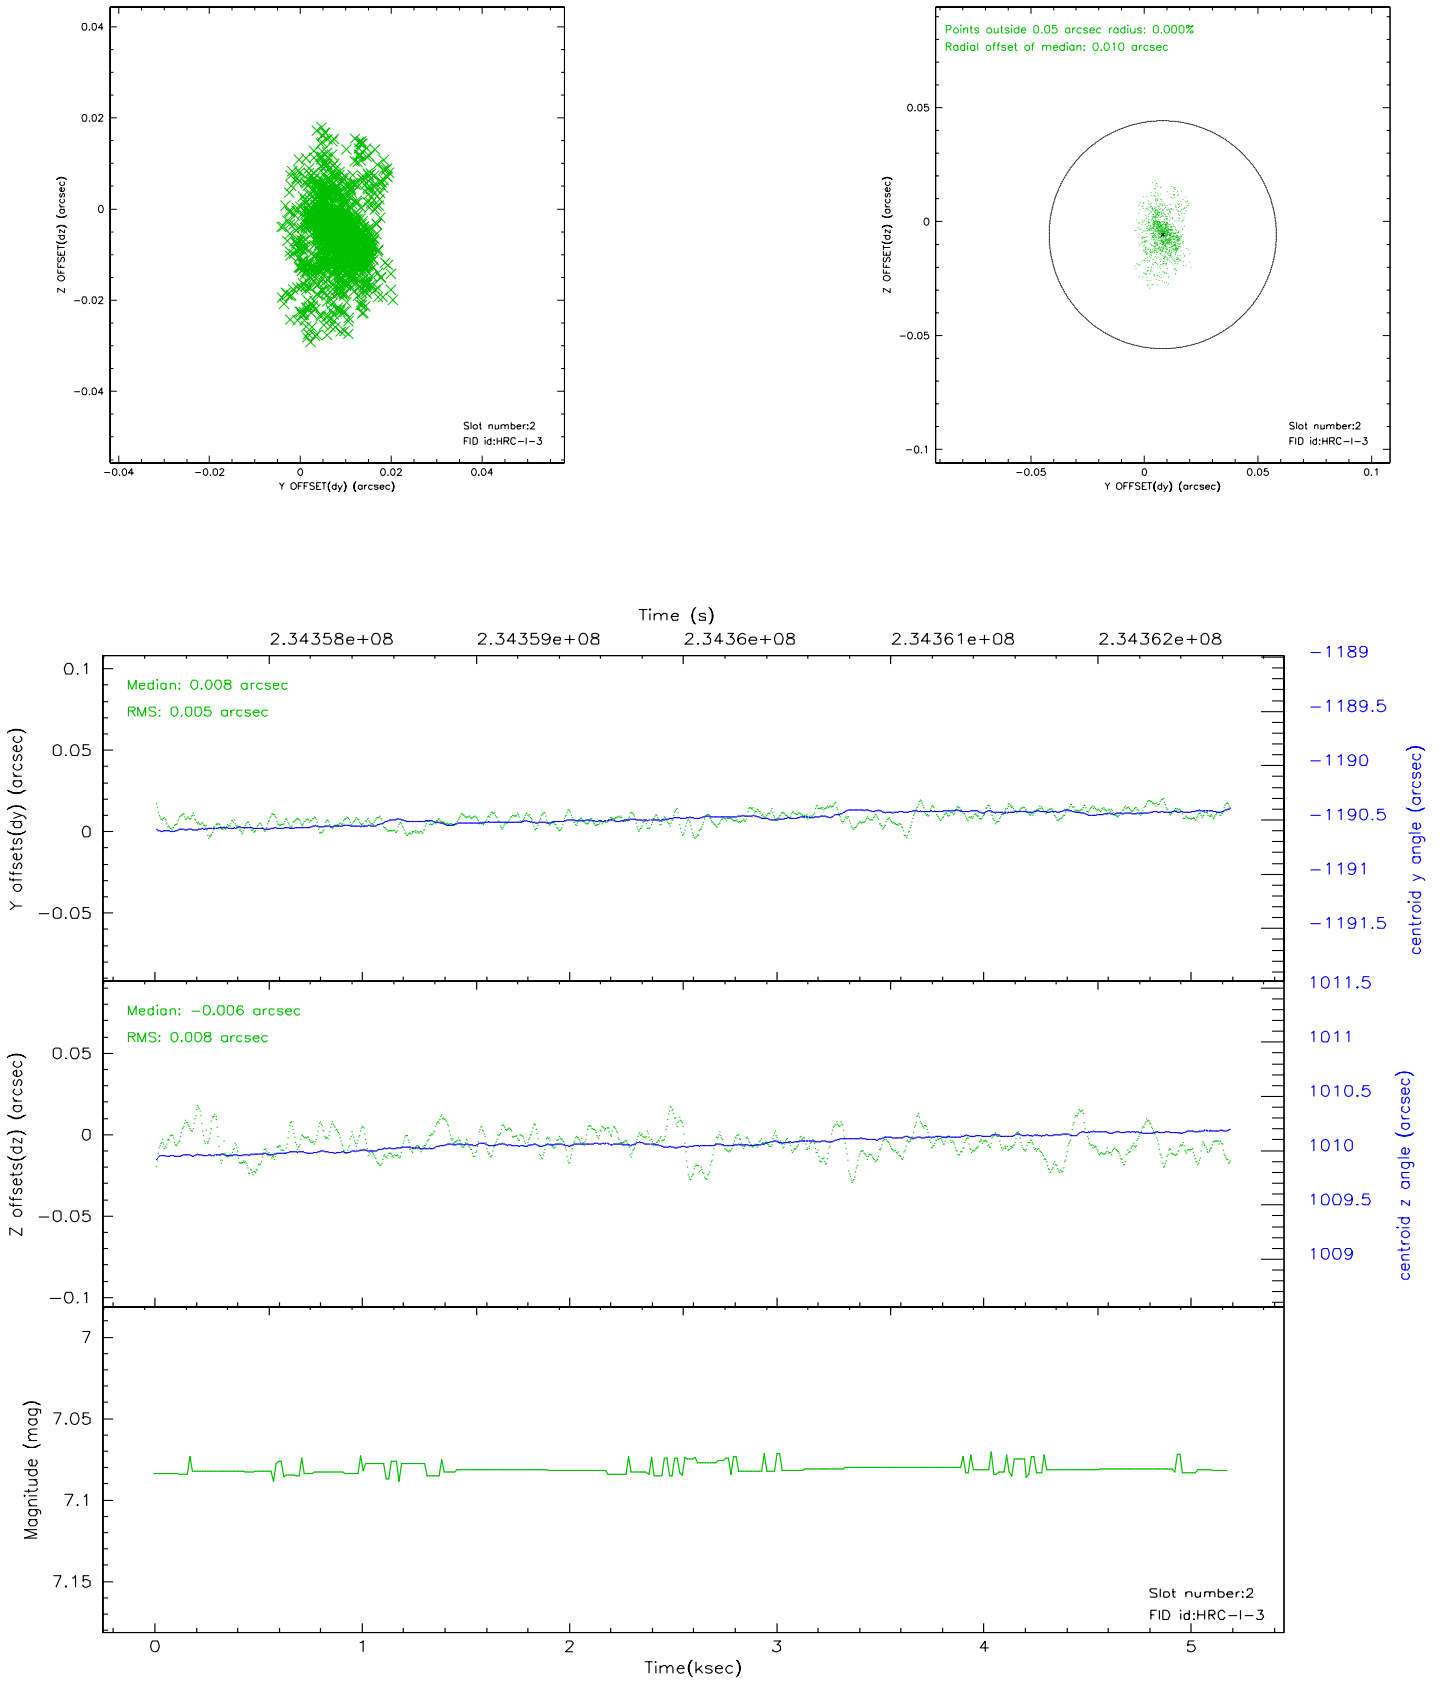 0.04
0.02
0
−0.02
−0.04
Z OFFSET(dz) (arcsec)
Slot number:2
FID id:HRC−I−3
−0.04
−0.02
0
0.02
0.04
Y OFFSET(dy) (arcsec)
Points outside 0.05 arcsec radius: 0.000%
Radial offset of median: 0.010 arcsec
0.05
0
−0.05
−0.1
Z OFFSET(dz) (arcsec)
Slot number:2
FID id:HRC−I−3
−0.05
0
0.05
0.1
Y OFFSET(dy) (arcsec)
Time (s)
2.34358e+08
2.34359e+08
2.3436e+08
2.34361e+08
2.34362e+08
0.1
0.05
0
−0.05
Y offsets(dy) (arcsec)
Median: 0.008 arcsec
RMS: 0.005 arcsec
−1189
−1189.5
−1190
−1190.5
−1191
−1191.5
centroid y angle (arcsec)
0.05
0
−0.05
−0.1
Z offsets(dz) (arcsec)
Median: −0.006 arcsec
RMS: 0.008 arcsec
1011.5
1011
1010.5
1010
1009.5
1009
centroid z angle (arcsec)
7
7.05
7.1
7.15
Magnitude (mag)
Slot number:2
FID id:HRC−I−3
0
1
2
3
4
5
Time(ksec)